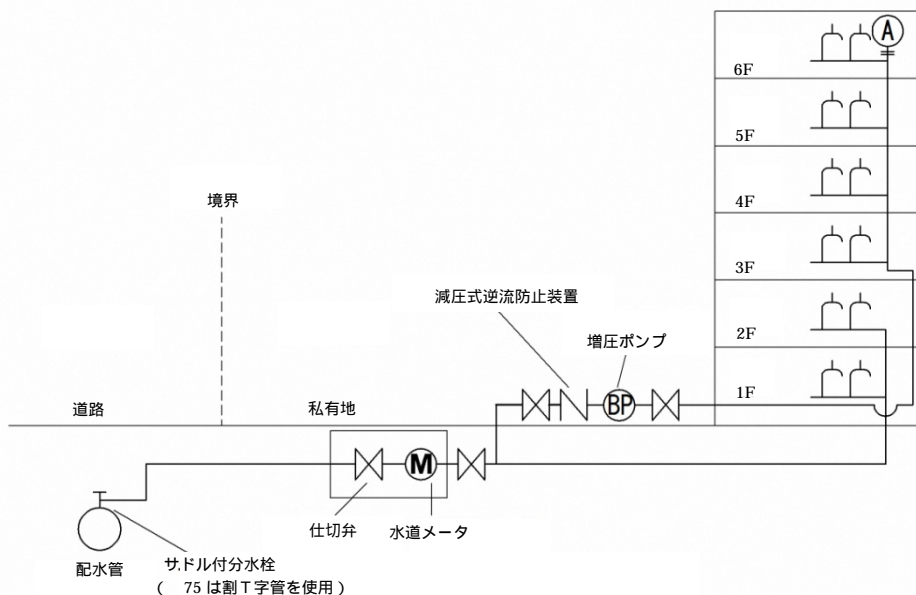 A
6F
5F
4F
境界
3F
減圧式逆流防止装置
増圧ポンプ
2F
1F
道路
私有地
BP
M
仕切弁
水道メータ
配水管
サドル付分水栓
( 75 は割T字管を使用 )